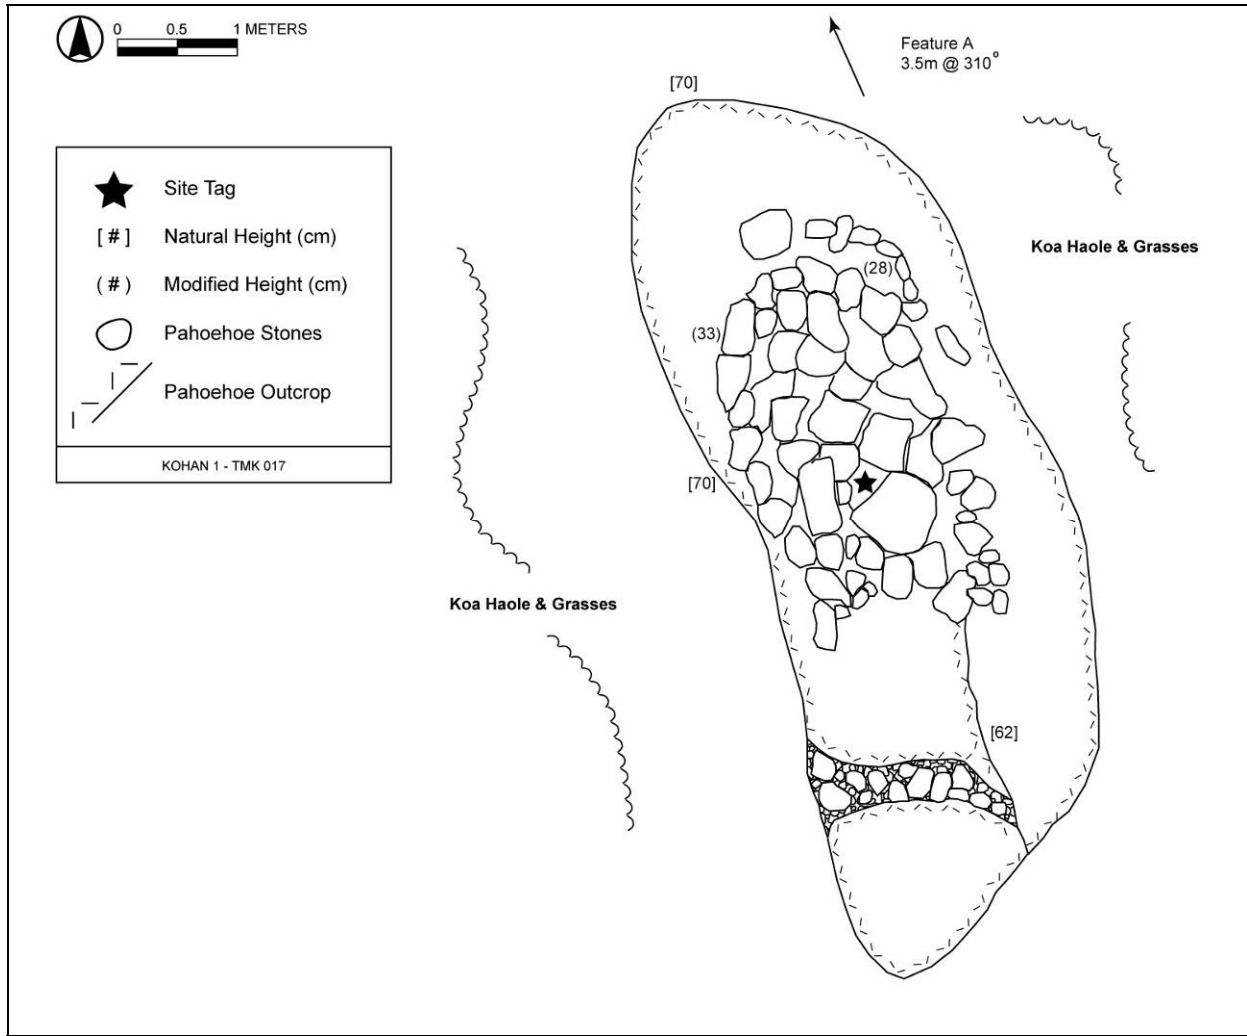 0 0.5 1 METERS
Feature A
3.5m @ 310°
[70]
Site Tag
[#] Natural Height (cm)
(#) Modified Height (cm)
Pahoehoe Stones
Pahoehoe Outcrop
KOHAN 1 - TMK 017
Koa Haole & Grasses
(28)
(33)
[70]
Koa Haole & Grasses
[62]